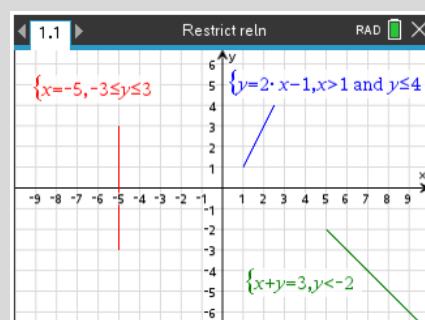 1.1 Restrict reln RAD
y
6
{x=-5,-3≤y≤3
{y=2·x-1,x>1 and y≤4
5
4
3
2
1
x
-9 -8 -7 -6 -5 -4 -3 -2 -1 1 2 3 4 5 6 7 8 9
-1
-2
-3
-4
{x+y=3,y<-2
-5
-6